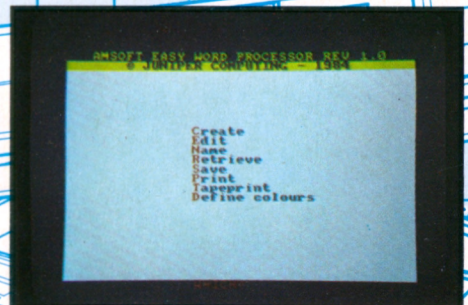 AMSOFT EASY WORD PROCESSOR REV 1.0
© JUNIPER COMPUTING - 1984
Create
Edit
Name
Retrieve
Save
Print
Tapeprint
Define colours